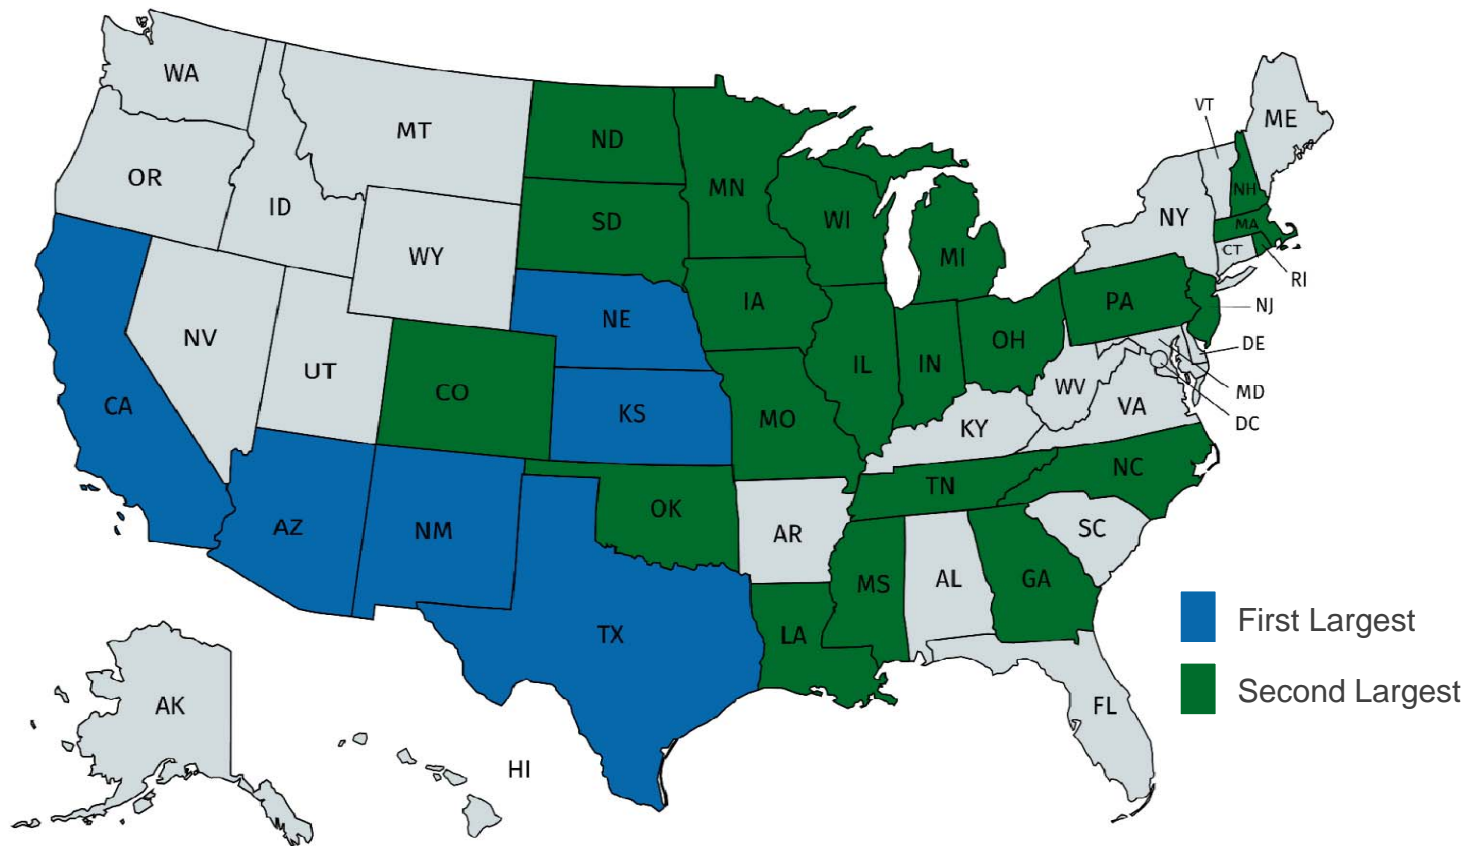 WA
VT
ME
MT
ND
OR
MN
NH
ID
SD
WI
NY
MA
WY
MI
CT
RI
IA
PA
NJ
NE
NV
OH
DE
UT
IL
IN
CO
WV
MD
CA
KS
MO
VA
DC
KY
NC
TN
OK
AZ
NM
AR
SC
MS
AL
GA
First Largest
TX
LA
Second Largest
AK
FL
HI